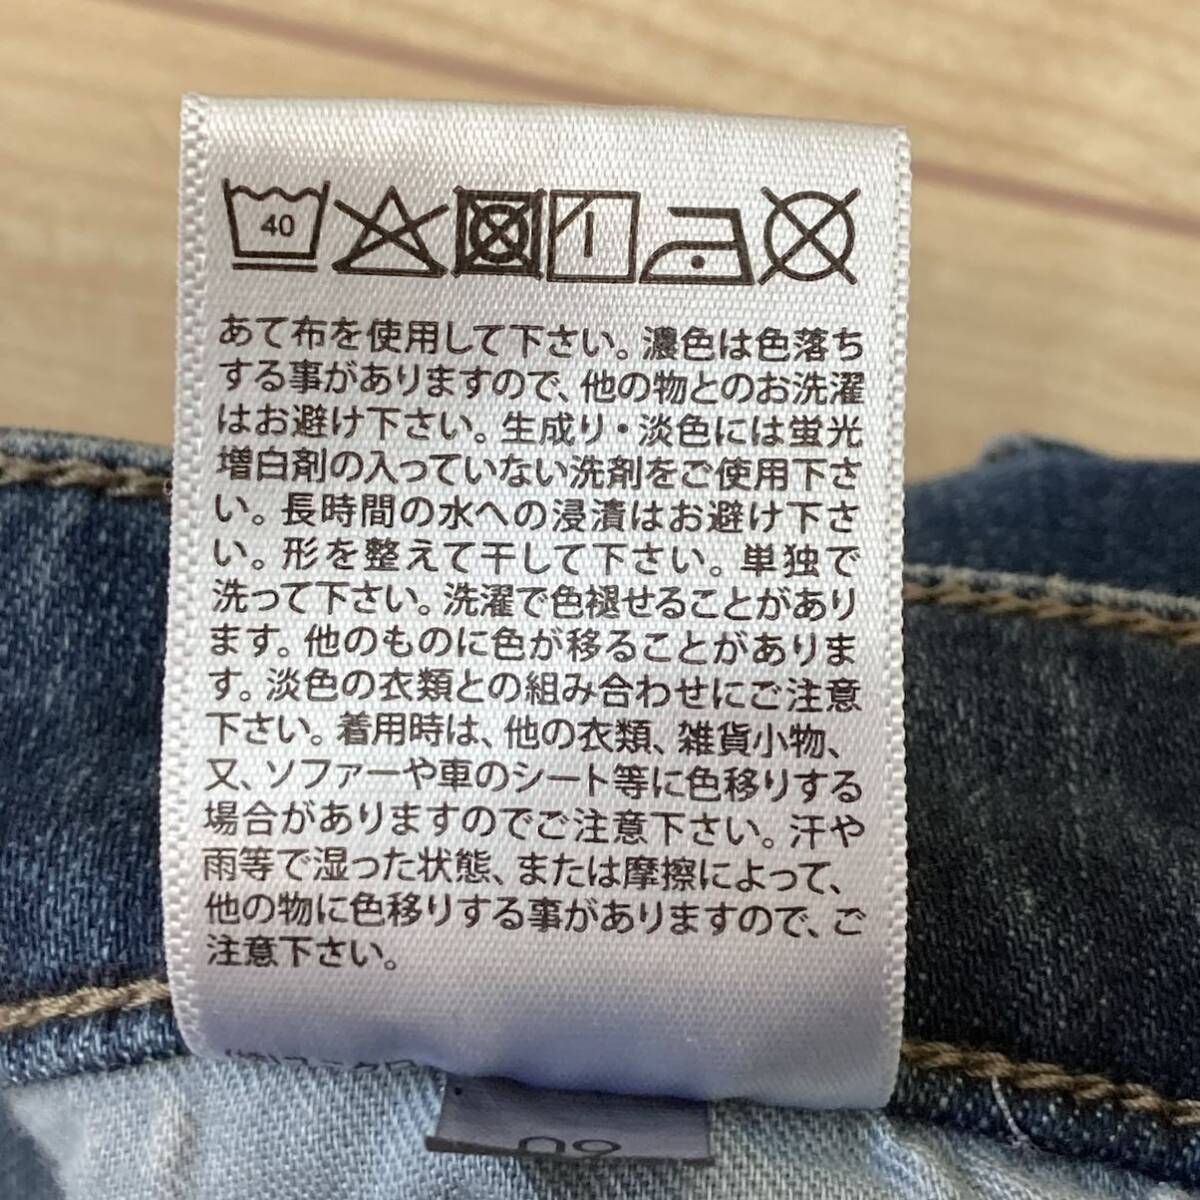 40
あて布を使用して下さい。濃色は色落ち
する事がありますので、他の物とのお洗濯
はお避け下さい。生成り・淡色には蛍光
増白剤の入っていない洗剤をご使用下さ
い。長時間の水への浸漬はお避け下さ
い。形を整えて干して下さい。単独で
洗って下さい。洗濯で色褪せることがあり
ます。他のものに色が移ることがありま
す。淡色の衣類との組み合わせにご注意
下さい。着用時は、他の衣類、雑貨小物、
又、ソファーや車のシート等に色移りする
場合がありますのでご注意下さい。汗や
雨等で湿った状態、または摩擦によって、
他の物に色移りする事がありますので、ご
注意下さい。